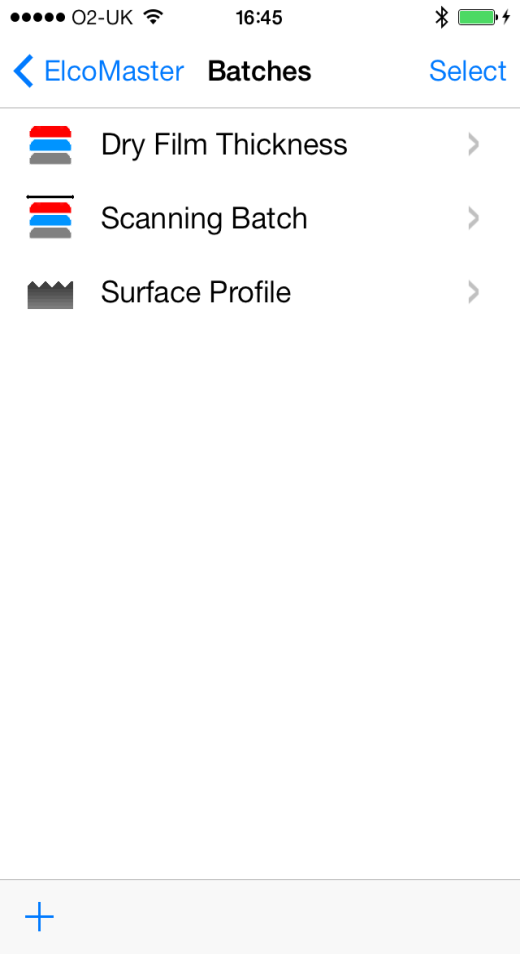 O2-UK 16:45
ElcoMaster Batches Select
Dry Film Thickness
Scanning Batch
Surface Profile